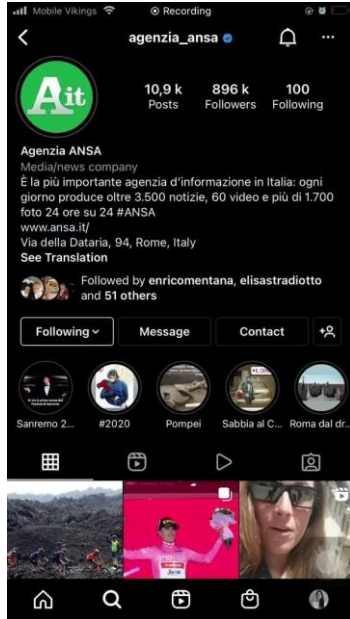 Mobile Vikings
Recording
agenzia_ansa
Ait
10,9 k
Posts
896 k
Followers
100
Following
Agenzia ANSA
Media/news company
È la più importante agenzia d'informazione in Italia: ogni
giorno produce oltre 3.500 notizie, 60 video e più di 1.700
foto 24 ore su 24 #ANSA
www.ansa.it/
Via della Dataria, 94, Rome, Italy
See Translation
Followed by enricomentana, elisastradiotto
and 51 others
Following
Message
Contact
Sanremo 2...
#2020
Pompei
Sabbia al C...
Roma dal dr...